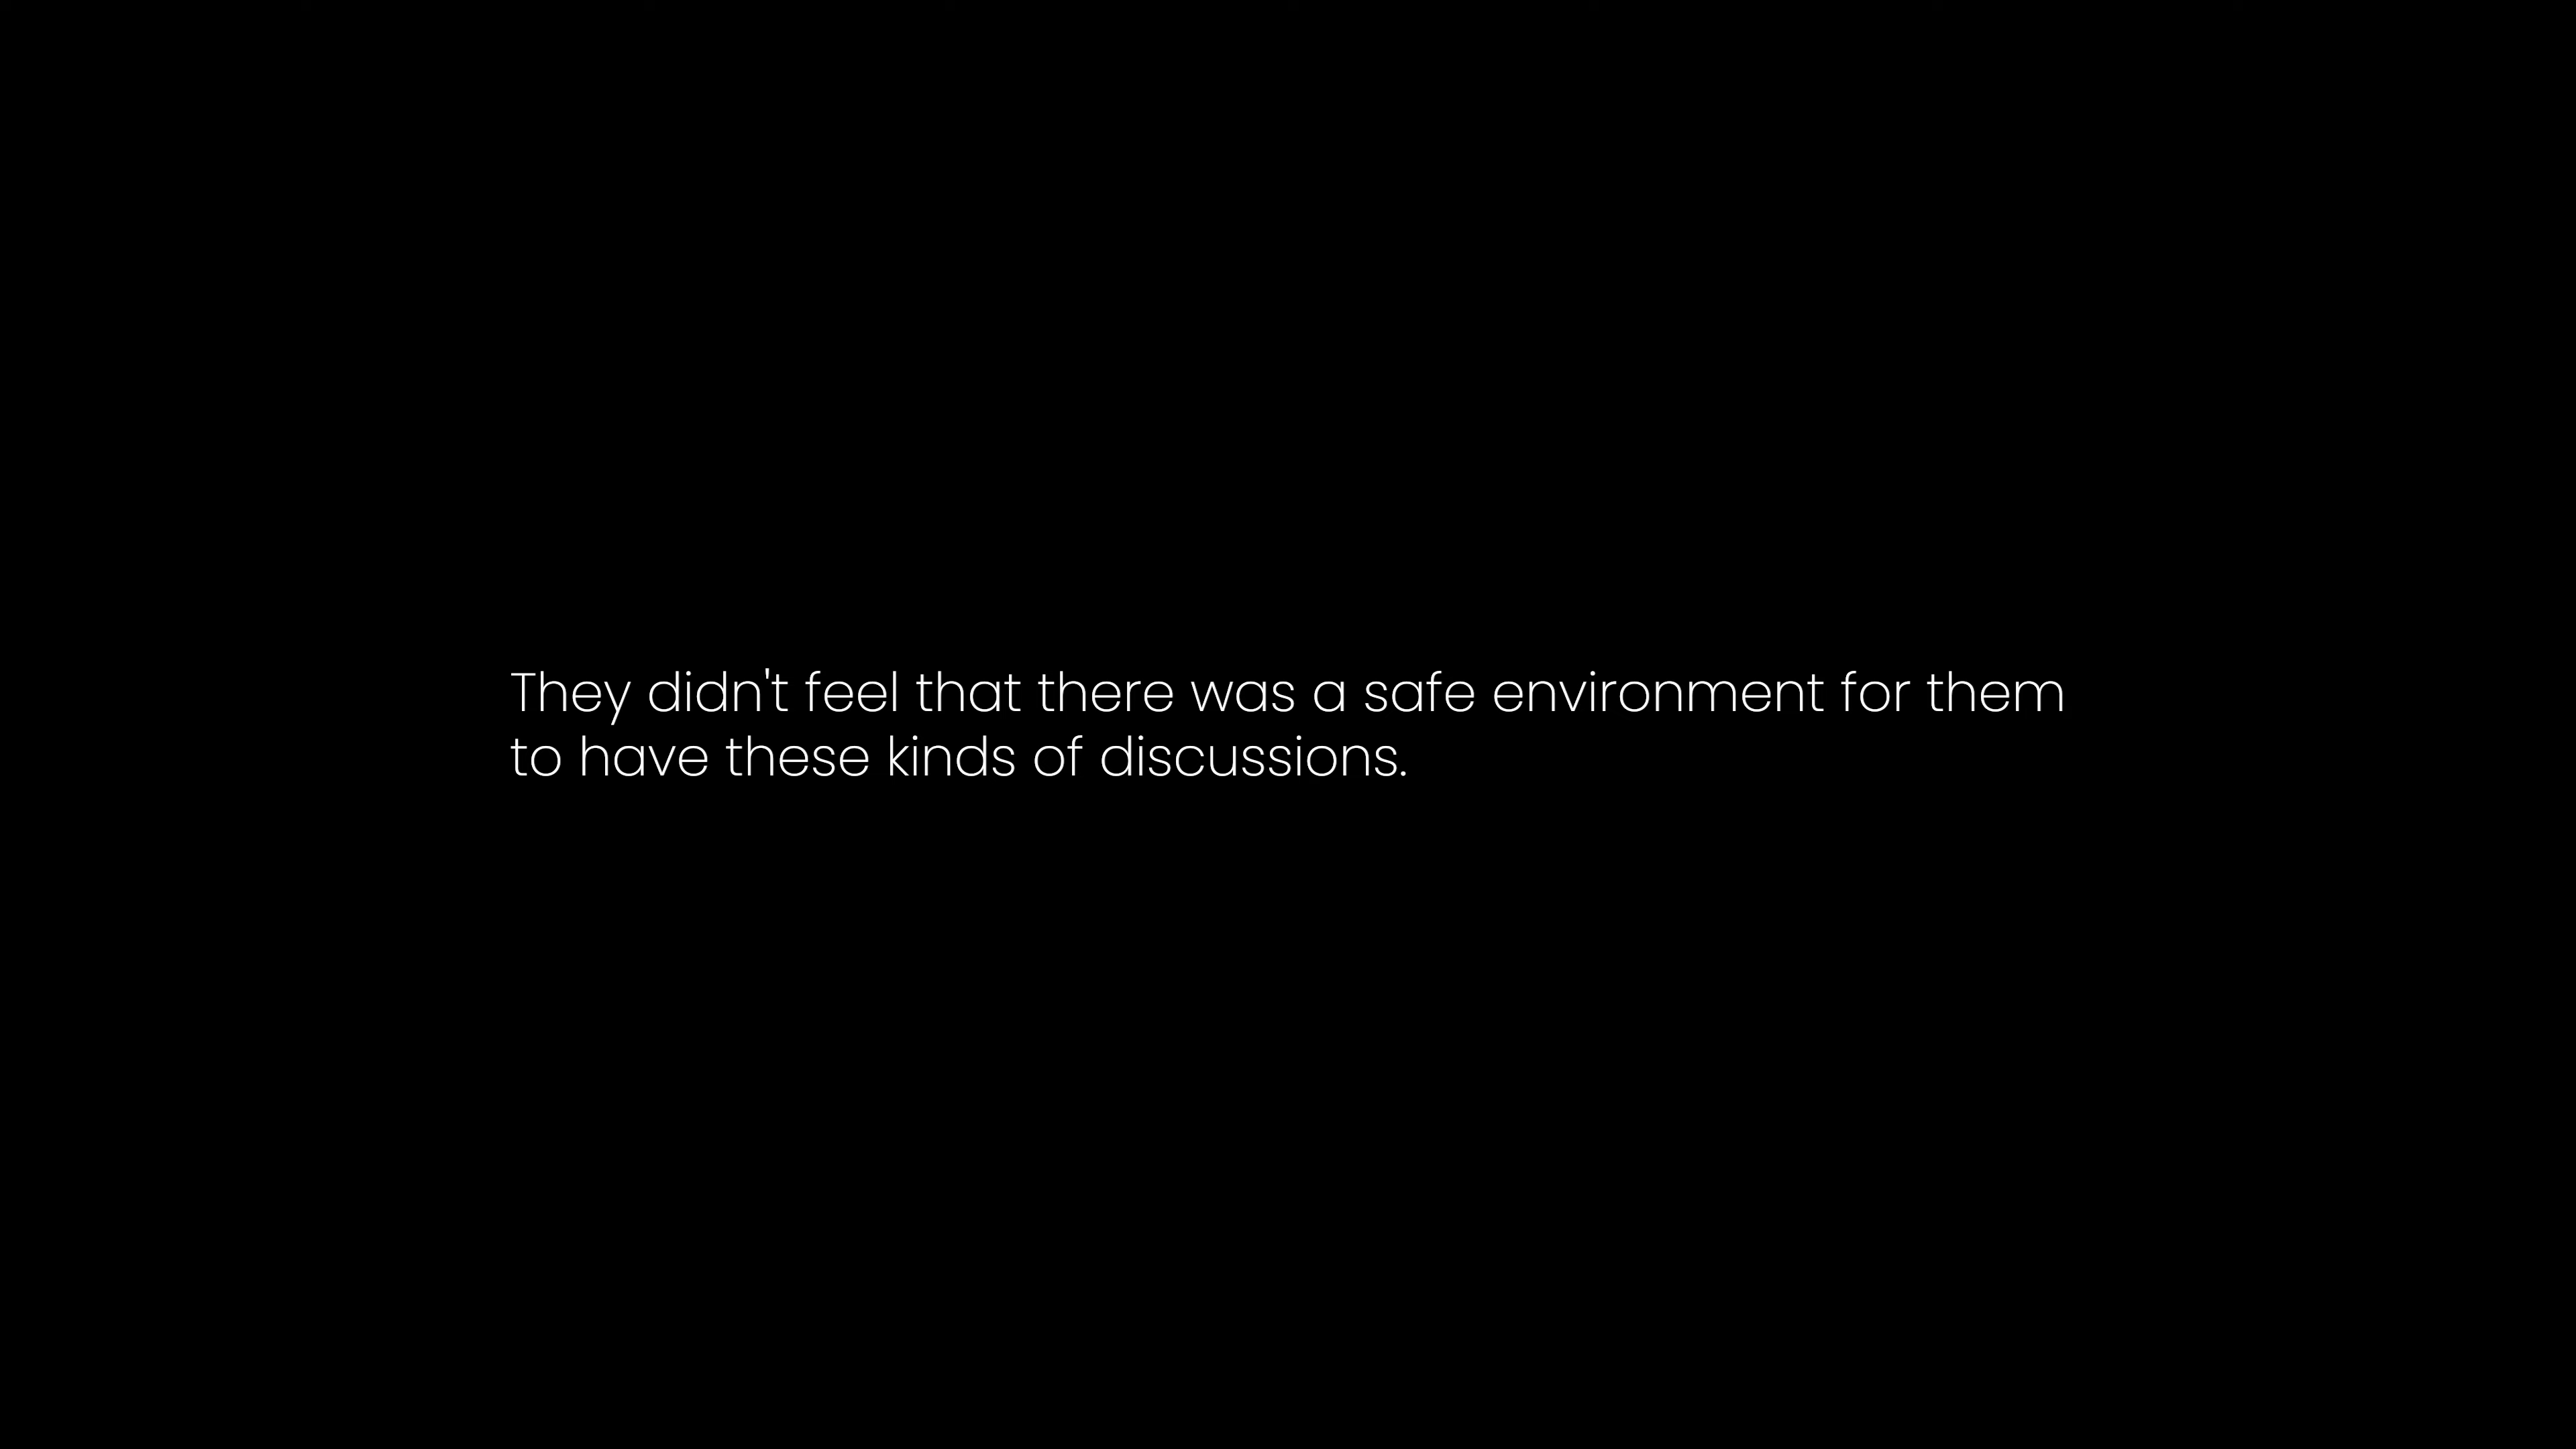 They didn't feel that there was a safe environment for them
to have these kinds of discussions.